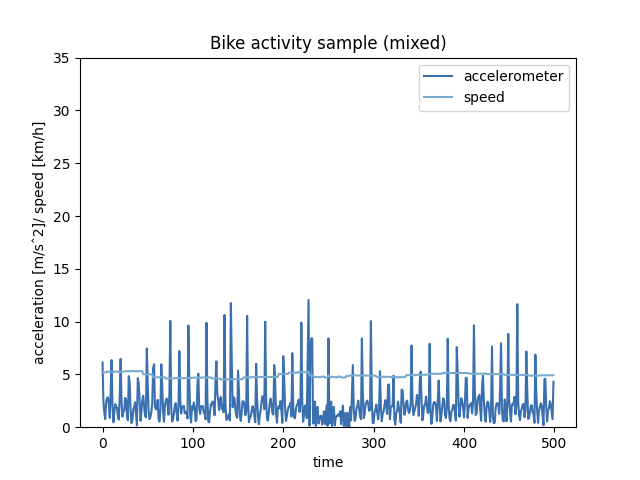 Bike activity sample (mixed)
accelerometer
speed
35
30
25
20
15
10
5
0
acceleration [m/sˆ2]/ speed [km/h]
0
100
200
300
400
500
time